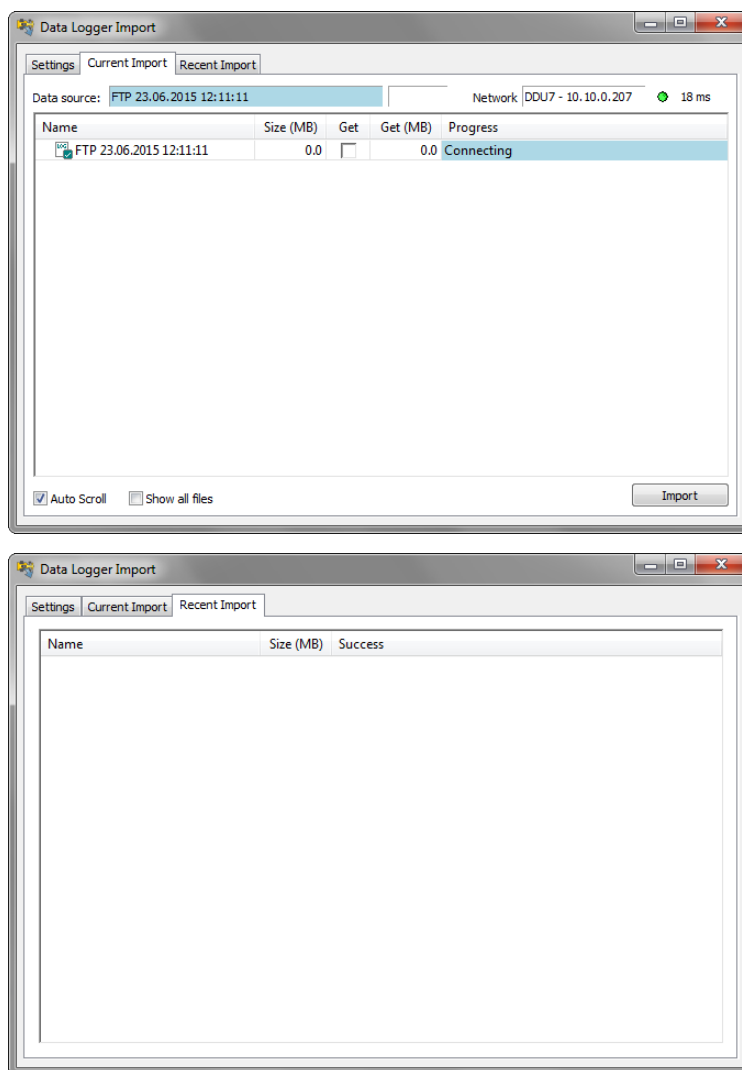 Data Logger Import
Settings Current Import Recent Import
Data source: FTP 23.06.2015 12:11:11 Network DDU7 - 10.10.0.207 18 ms
Name Size (MB) Get Get (MB) Progress
LOG FTP 23.06.2015 12:11:11 0.0 0.0 Connecting
Auto Scroll Show all files Import
Data Logger Import
Settings Current Import Recent Import
Name Size (MB) Success